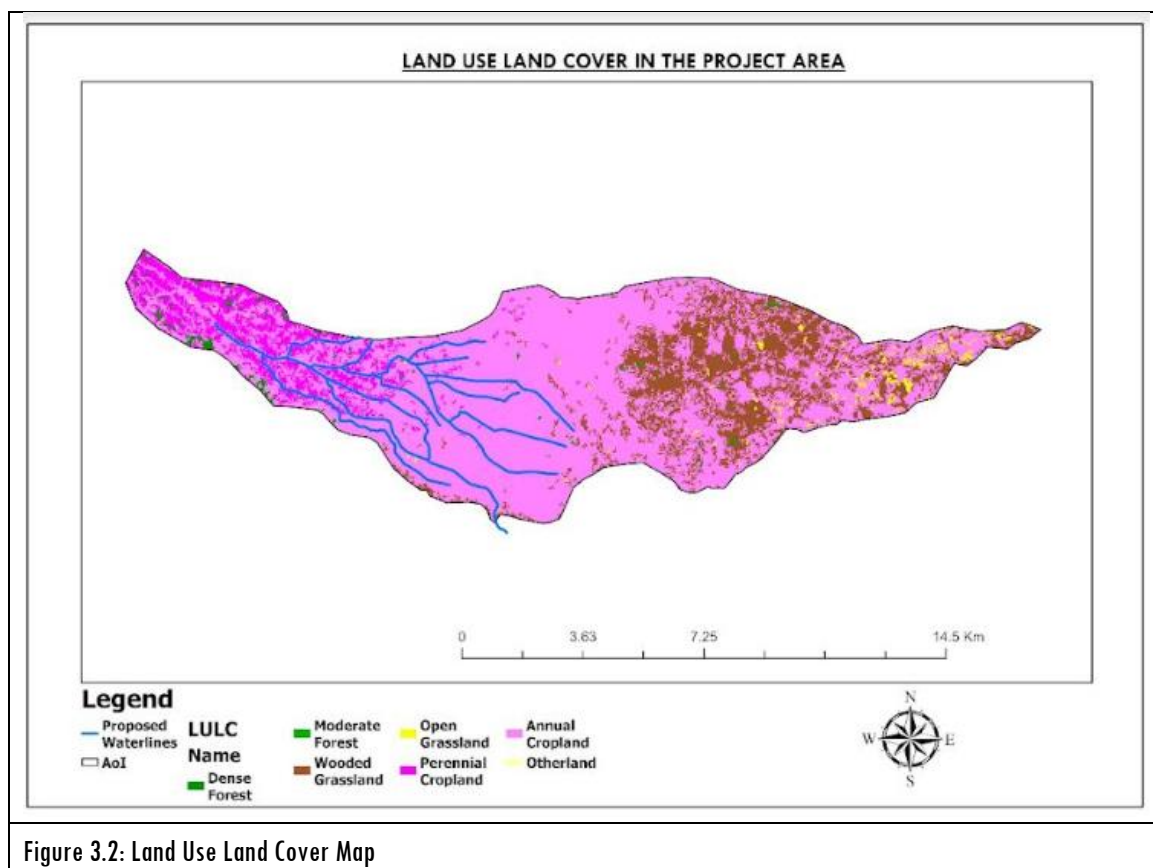 LAND USE LAND COVER IN THE PROJECT AREA
0 3.63 7.25 14.5 Km
Legend
Proposed
Waterlines
AoI
LULC
Name
Dense
Forest
Moderate
Forest
Wooded
Grassland
Open
Grassland
Perennial
Cropland
Annual
Cropland
Otherland
N
W E
S
Figure 3.2: Land Use Land Cover Map